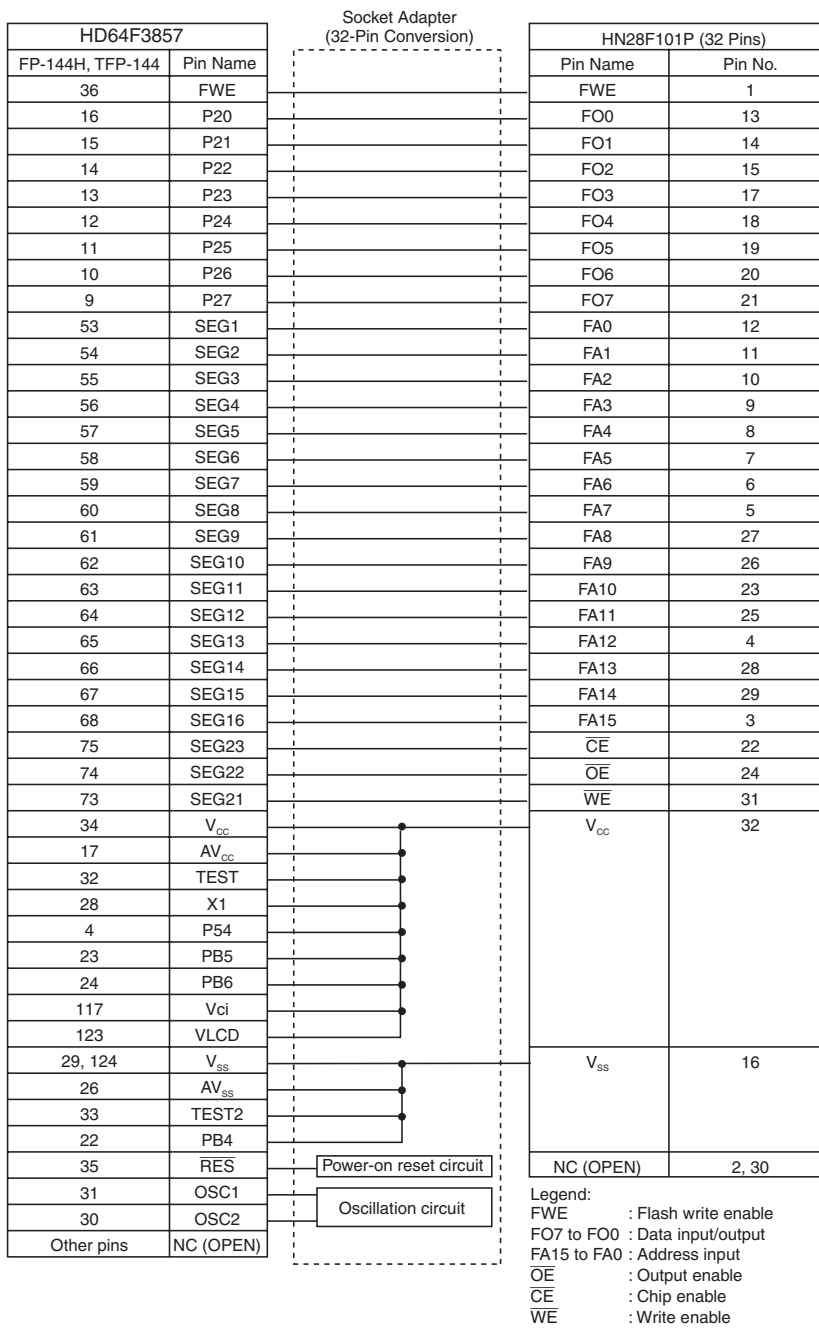 Socket Adapter
(32-Pin Conversion)
HD64F3857 HN28F101P (32 Pins)
FP-144H, TFP-144 Pin Name Pin Name Pin No.
36 FWE FWE 1
16 P20 FO0 13
15 P21 FO1 14
14 P22 FO2 15
13 P23 FO3 17
12 P24 FO4 18
11 P25 FO5 19
10 P26 FO6 20
9 P27 FO7 21
53 SEG1 FA0 12
54 SEG2 FA1 11
55 SEG3 FA2 10
56 SEG4 FA3 9
57 SEG5 FA4 8
58 SEG6 FA5 7
59 SEG7 FA6 6
60 SEG8 FA7 5
61 SEG9 FA8 27
62 SEG10 FA9 26
63 SEG11 FA10 23
64 SEG12 FA11 25
65 SEG13 FA12 4
66 SEG14 FA13 28
67 SEG15 FA14 29
68 SEG16 FA15 3
75 SEG23 C̅E̅ 22
74 SEG22 O̅E̅ 24
73 SEG21 W̅E̅ 31
34 Vcc Vcc 32
17 AVcc
32 TEST
28 X1
4 P54
23 PB5
24 PB6
117 Vci
123 VLCD
29, 124 Vss Vss 16
26 AVss
33 TEST2
22 PB4
35 R̅E̅S̅ Power-on reset circuit NC (OPEN) 2, 30
31 OSC1 Oscillation circuit
30 OSC2
Other pins NC (OPEN)
Legend:
FWE : Flash write enable
FO7 to FO0 : Data input/output
FA15 to FA0 : Address input
O̅E̅ : Output enable
C̅E̅ : Chip enable
W̅E̅ : Write enable